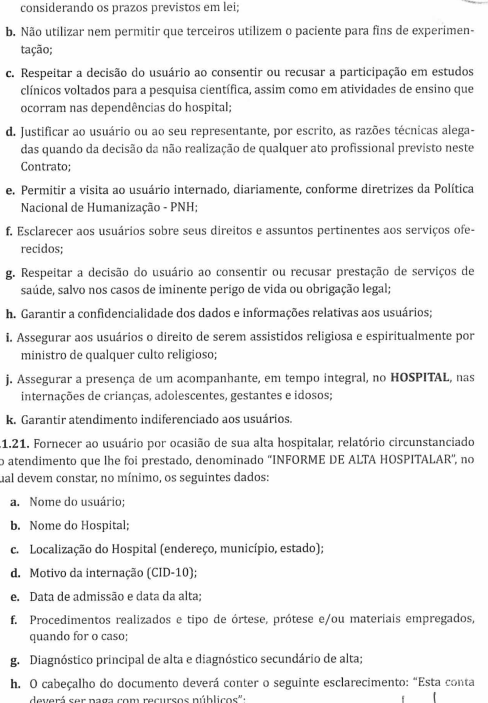 considerando os prazos previstos em lei;
b. Não utilizar nem permitir que terceiros utilizem o paciente para fins de experimen-
tação;
c. Respeitar a decisão do usuário ao consentir ou recusar a participação em estudos
clínicos voltados para a pesquisa científica, assim como em atividades de ensino que
ocorram nas dependências do hospital;
d. Justificar ao usuário ou ao seu representante, por escrito, as razões técnicas alega-
das quando da decisão da não realização de qualquer ato profissional previsto neste
Contrato;
e. Permitir a visita ao usuário internado, diariamente, conforme diretrizes da Política
Nacional de Humanização - PNH;
f. Esclarecer aos usuários sobre seus direitos e assuntos pertinentes aos serviços ofe-
recidos;
g. Respeitar a decisão do usuário ao consentir ou recusar prestação de serviços de
saúde, salvo nos casos de iminente perigo de vida ou obrigação legal;
h. Garantir a confidencialidade dos dados e informações relativas aos usuários;
i. Assegurar aos usuários o direito de serem assistidos religiosa e espiritualmente por
ministro de qualquer culto religioso;
j. Assegurar a presença de um acompanhante, em tempo integral, no HOSPITAL, nas
internações de crianças, adolescentes, gestantes e idosos;
k. Garantir atendimento indiferenciado aos usuários.
.1.21. Fornecer ao usuário por ocasião de sua alta hospitalar, relatório circunstanciado
o atendimento que lhe foi prestado, denominado "INFORME DE ALTA HOSPITALAR", no
ual devem constar, no mínimo, os seguintes dados:
a. Nome do usuário;
b. Nome do Hospital;
c. Localização do Hospital (endereço, município, estado);
d. Motivo da internação (CID-10);
e. Data de admissão e data da alta;
f. Procedimentos realizados e tipo de órtese, prótese e/ou materiais empregados,
quando for o caso;
g. Diagnóstico principal de alta e diagnóstico secundário de alta;
h. O cabeçalho do documento deverá conter o seguinte esclarecimento: "Esta conta
deverá ser paga com recursos públicos";